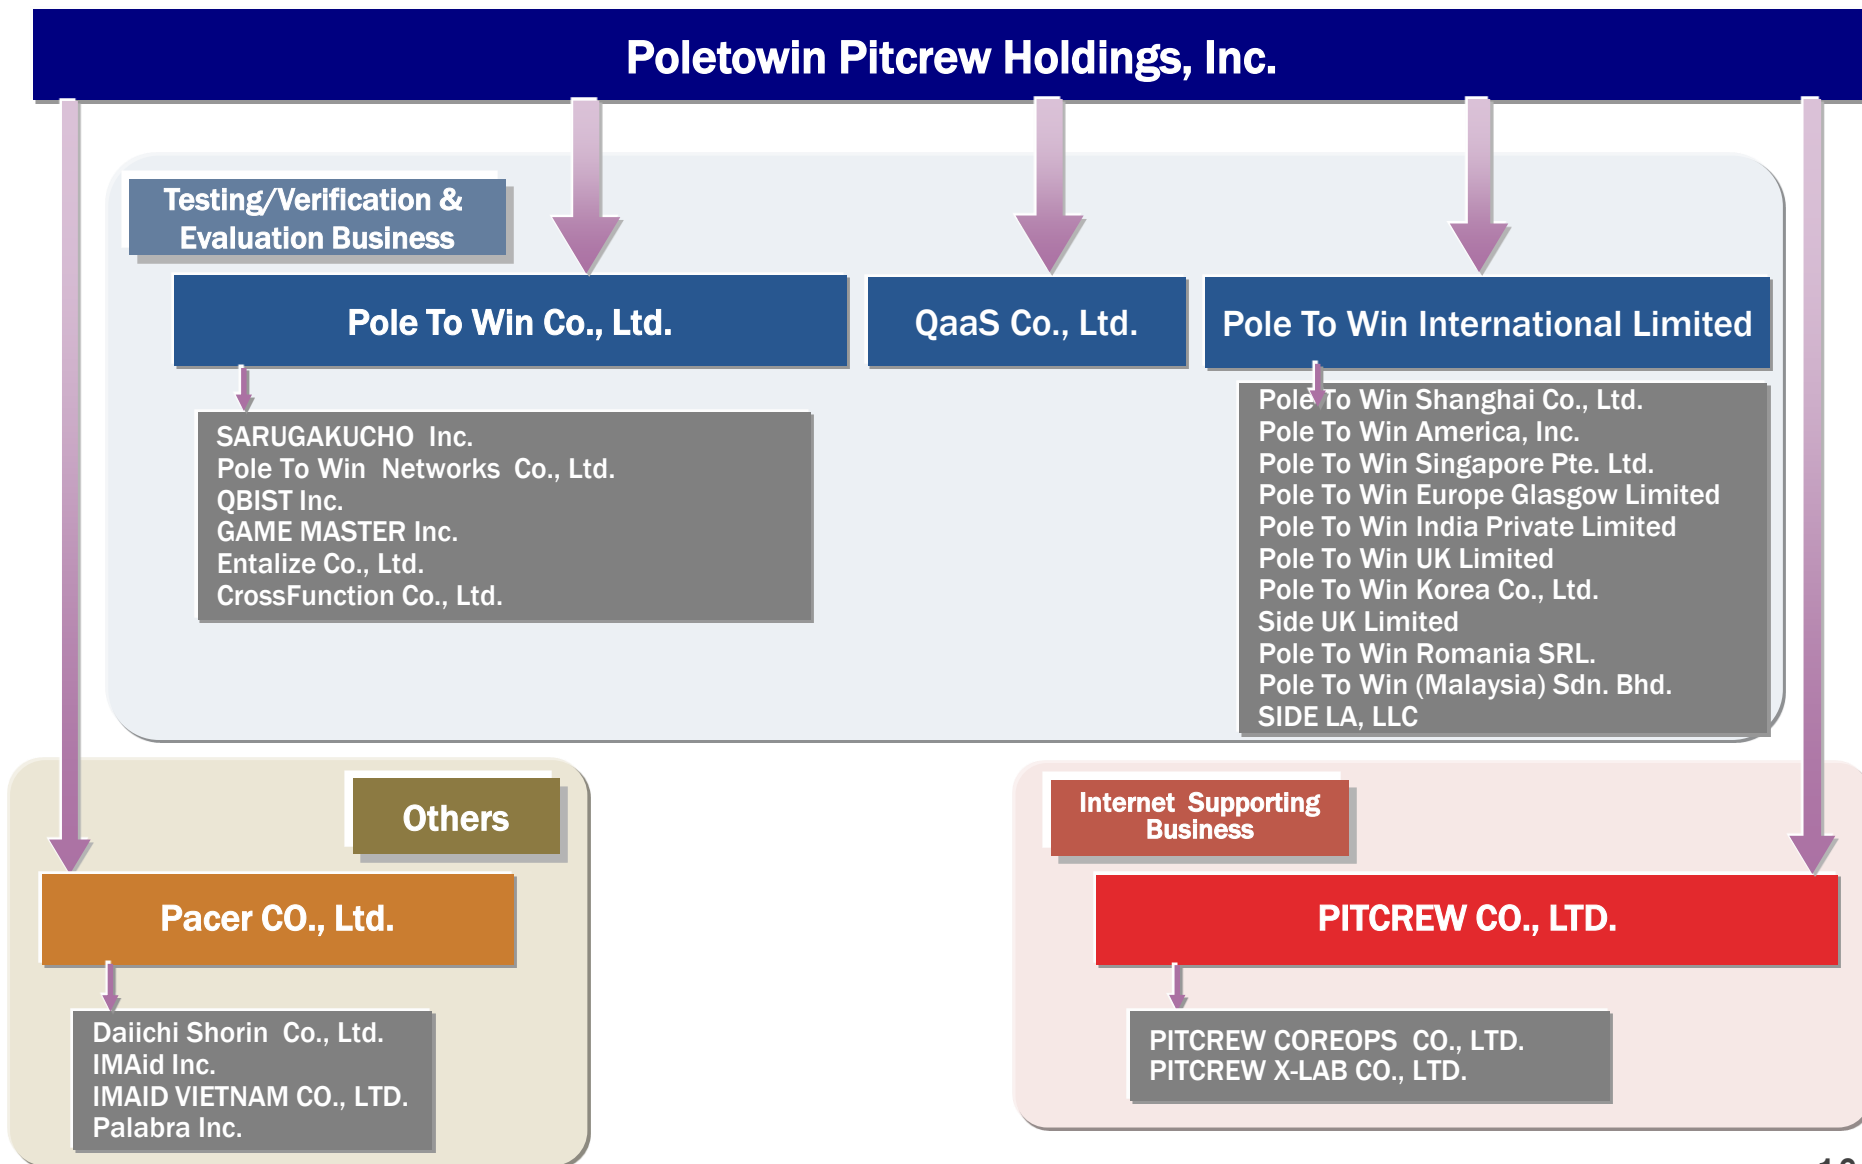 Poletowin Pitcrew Holdings, Inc.
Testing/Verification &
Evaluation Business
Pole To Win Co., Ltd.
QaaS Co., Ltd.
Pole To Win International Limited
SARUGAKUCHO Inc.
Pole To Win Networks Co., Ltd.
QBIST Inc.
GAME MASTER Inc.
Entalize Co., Ltd.
CrossFunction Co., Ltd.
Pole To Win Shanghai Co., Ltd.
Pole To Win America, Inc.
Pole To Win Singapore Pte. Ltd.
Pole To Win Europe Glasgow Limited
Pole To Win India Private Limited
Pole To Win UK Limited
Pole To Win Korea Co., Ltd.
Side UK Limited
Pole To Win Romania SRL.
Pole To Win (Malaysia) Sdn. Bhd.
SIDE LA, LLC
Others
Pacer CO., Ltd.
Daiichi Shorin Co., Ltd.
IMAid Inc.
IMAID VIETNAM CO., LTD.
Palabra Inc.
Internet Supporting
Business
PITCREW CO., LTD.
PITCREW COREOPS CO., LTD.
PITCREW X-LAB CO., LTD.